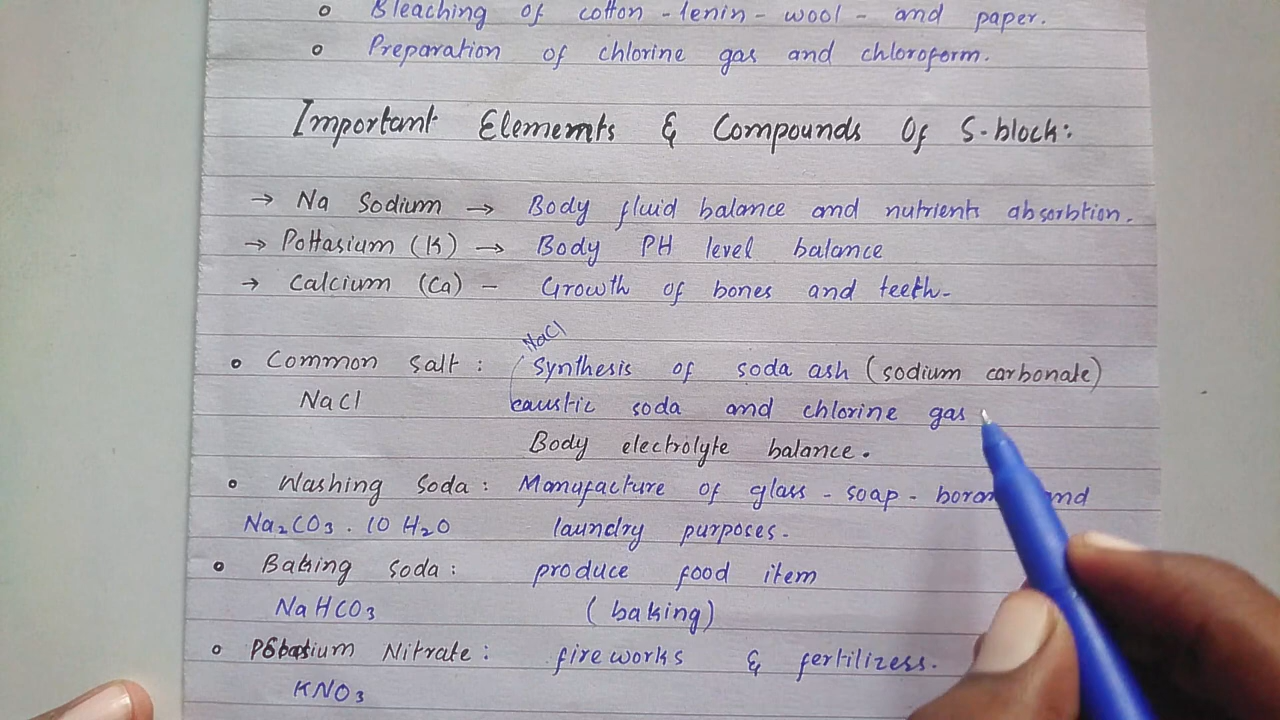 o Bleaching of cotton - lenin - wool - and paper.
o Preparation of chlorine gas and chloroform.
Important Elements & Compounds Of S-block:
→ Na Sodium → Body fluid balance and nutrients absorbtion.
→ Pottasium (K) → Body PH level balance
→ Calcium (Ca) - Growth of bones and teeth.
NaCl
o Common Salt : Synthesis of soda ash (sodium carbonate)
NaCl caustic soda and chlorine gas
Body electrolyte balance.
o Washing Soda : Manufacture of glass - soap - and
Na₂CO₃ . 10 H₂O laundry purposes.
o Baking soda : produce food item
NaHCO₃ (baking)
o Nitrate : fireworks & fertilizess.
KNO₃